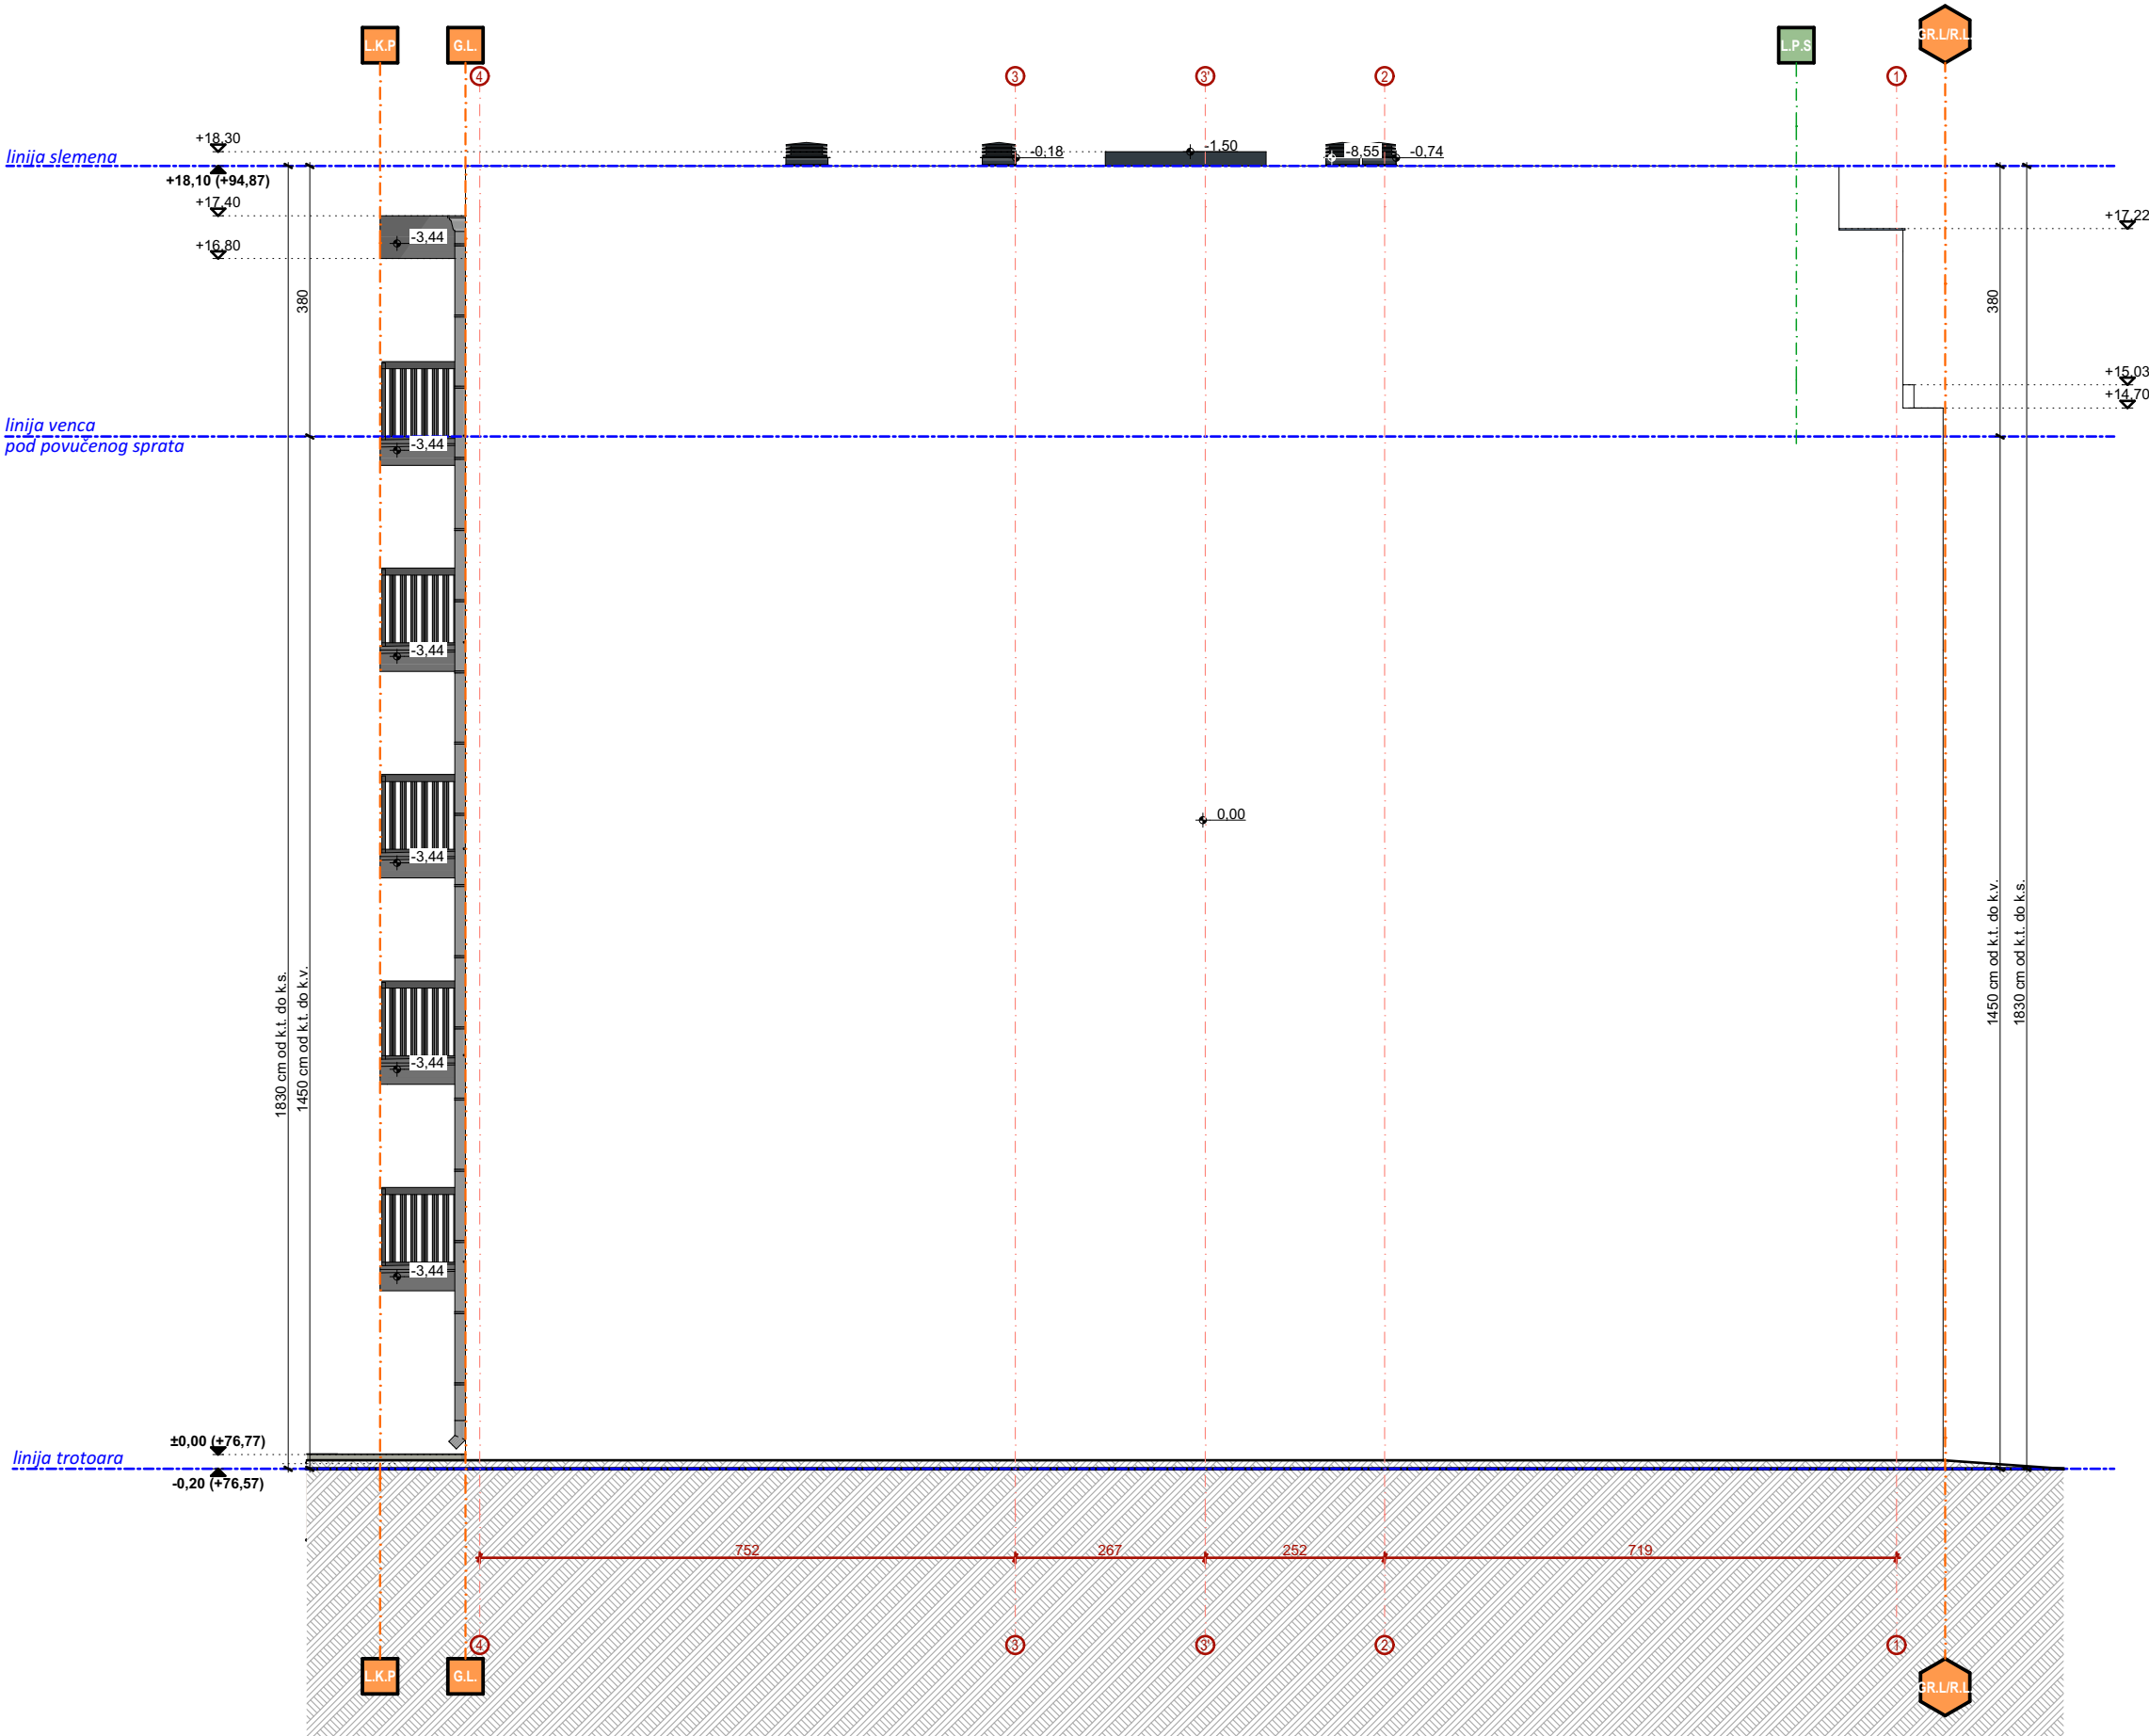 L.K.P
G.L.
L.P.S
GR.L/R.L.
4
3
3'
2
1
+18,30
linija slemena
-0,18
-1,50
-8,55
-0,74
+18,10 (+94,87)
+17,40
+17,22
-3,44
+16,80
380
380
+15,03
+14,70
linija venca
pod povučenog sprata
-3,44
-3,44
0,00
-3,44
1830 cm od k.t. do k.s.
1450 cm od k.t. do k.v.
1450 cm od k.t. do k.v.
1830 cm od k.t. do k.s.
-3,44
-3,44
±0,00 (+76,77)
linija trotoara
-0,20 (+76,57)
752
267
252
719
4
3
3'
2
1
L.K.P
G.L.
GR.L/R.L.